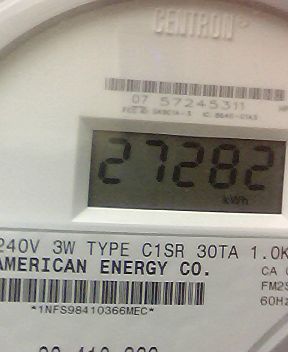 CENTRON
07 57245311
27282
kWh
240V 3W TYPE C1SR 30TA 1.0K
AMERICAN ENERGY CO.
CA
FM2S
60Hz
*1NFS98410366MEC*